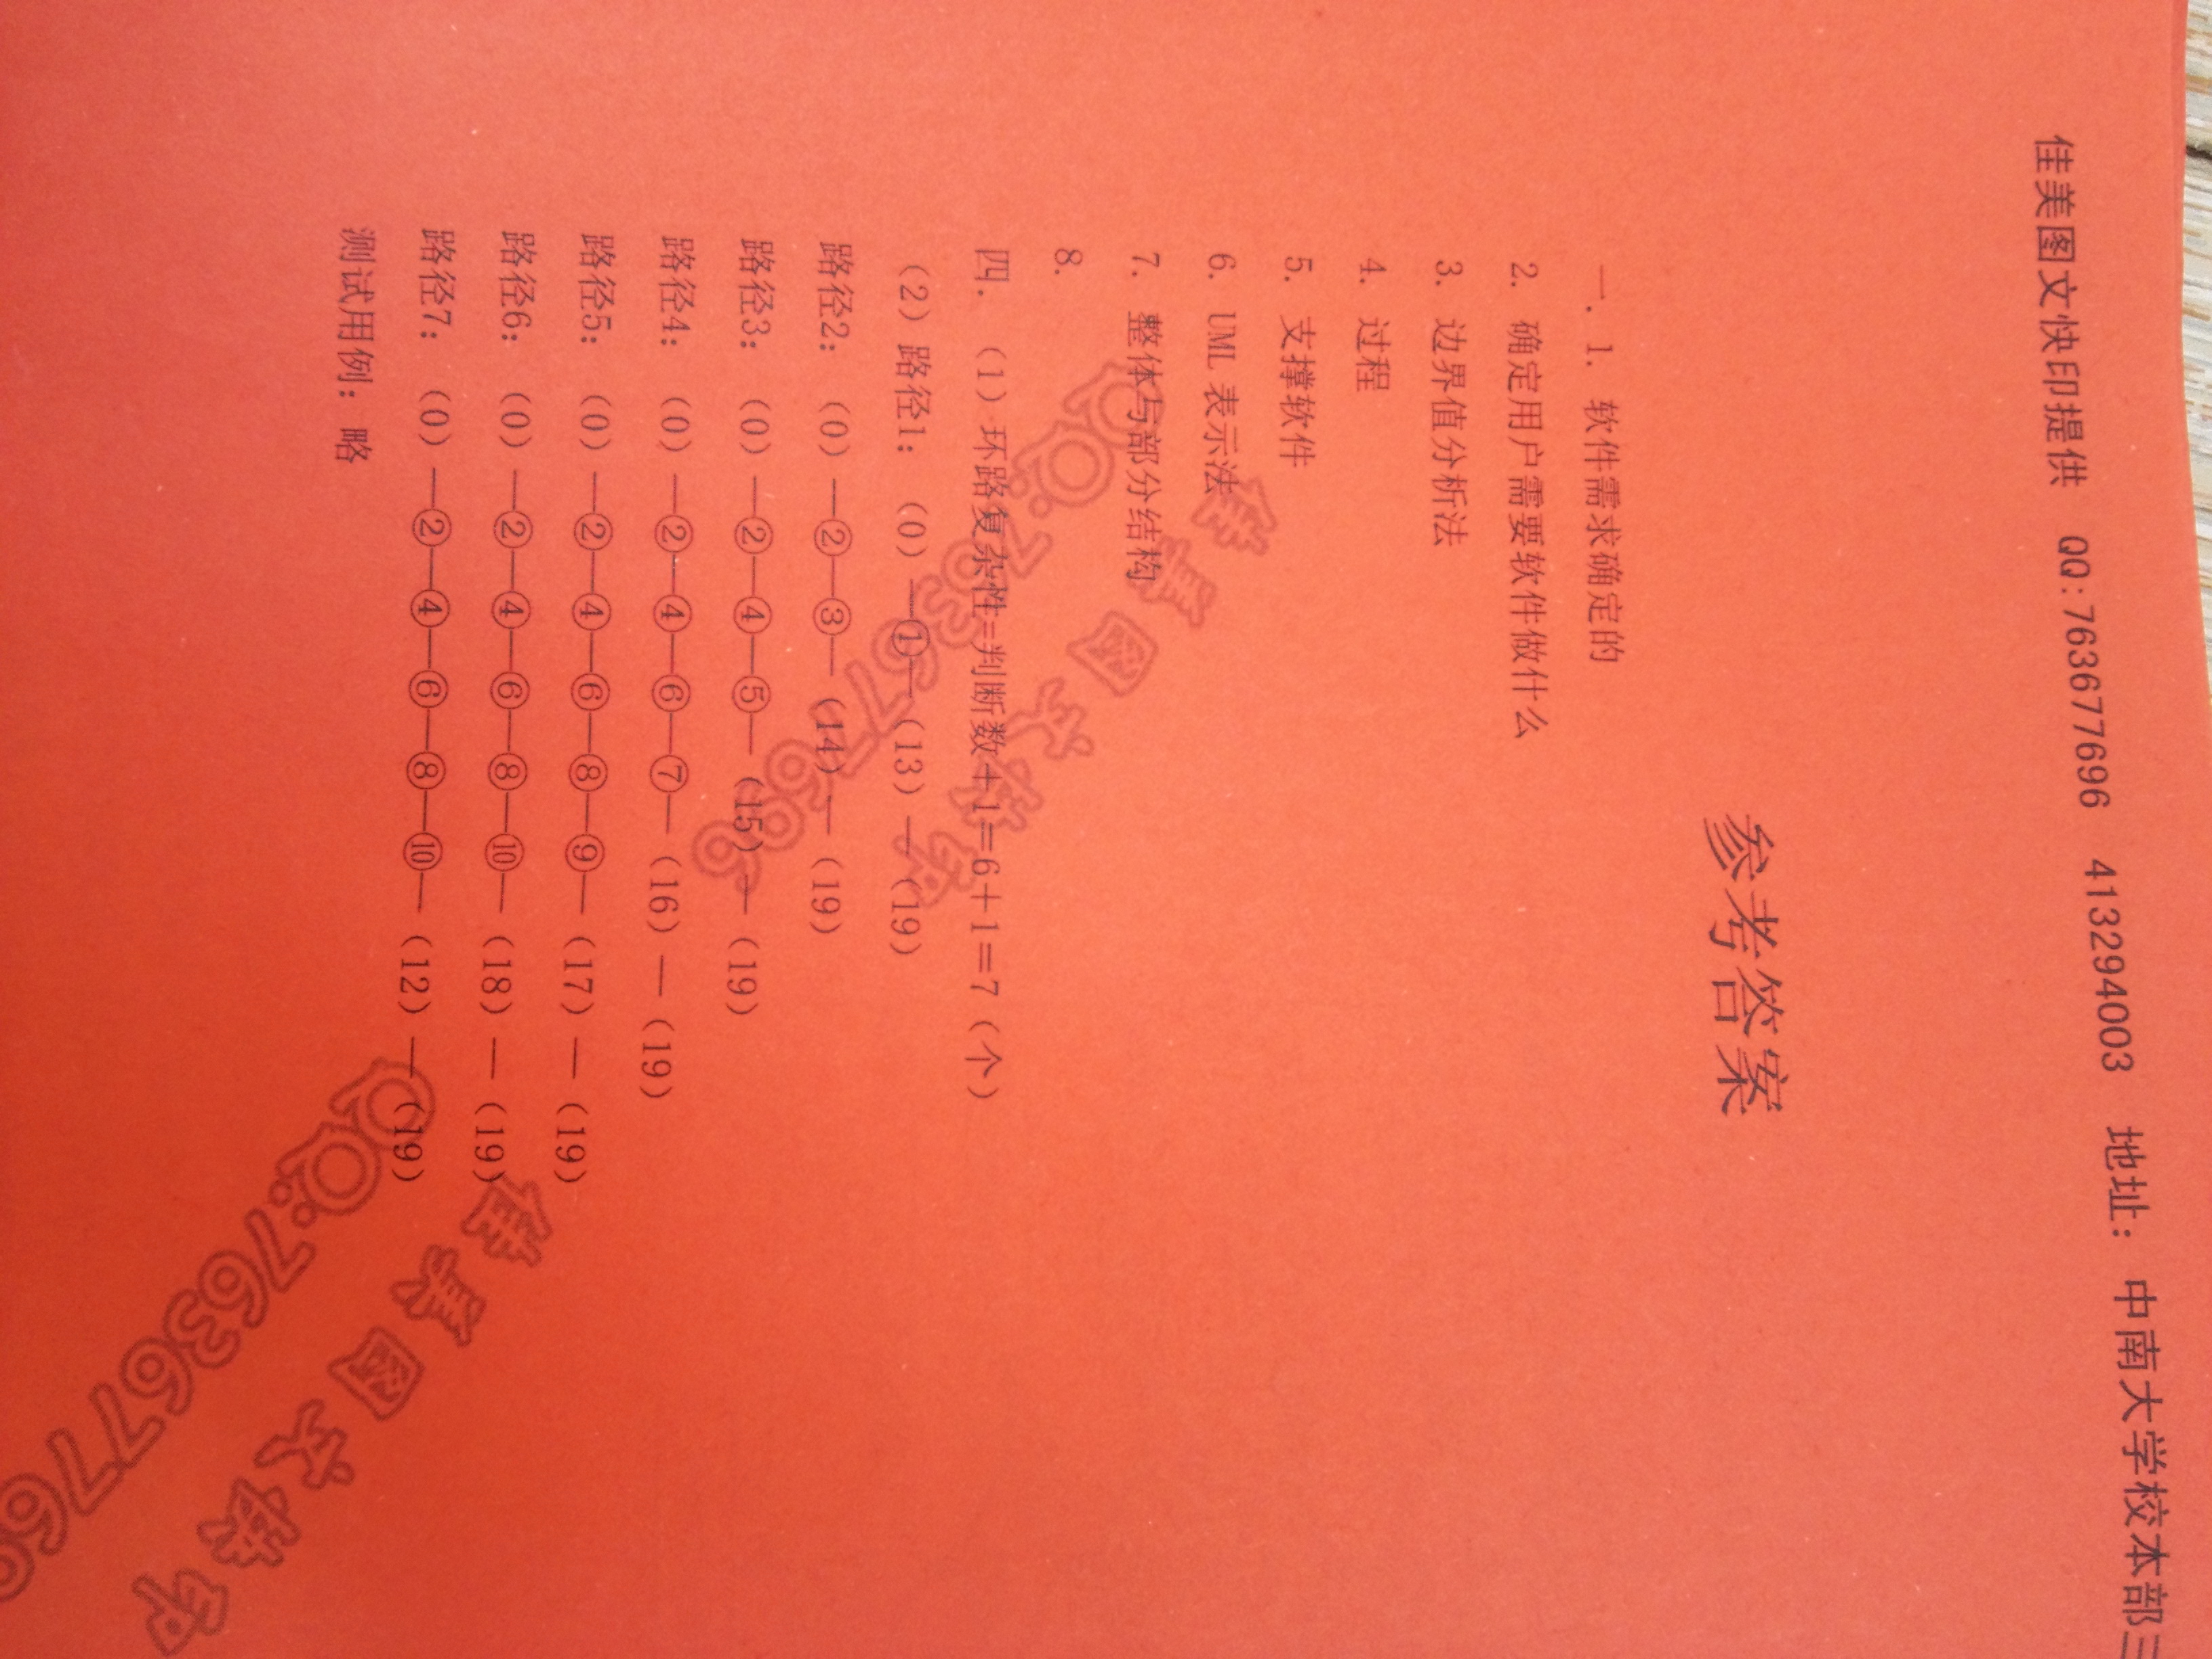 佳美图文快印提供 QQ:763677696 413294003 地址： 中南大学校本部三
参考答案
一．1．软件需求确定的
2．确定用户需要软件做什么
3．边界值分析法
4．过程
5．支撑软件
6．UML 表示法
7．整体与部分结构
8．
四．（1）环路复杂性=判断数＋1＝6＋1＝7（个）
（2）路径1：（0）—①—（13）—（19）
路径2：（0）—②—③—（14）—（19）
路径3：（0）—②—④—⑤—（15）—（19）
路径4：（0）—②—④—⑥—⑦—（16）—（19）
路径5：（0）—②—④—⑥—⑧—⑨—（17）—（19）
路径6：（0）—②—④—⑥—⑧—⑩—（18）—（19）
路径7：（0）—②—④—⑥—⑧—⑩—（12）—（19）
测试用例：略
佳美图文快印
QQ:763677696
佳美图文快印
QQ:76367769